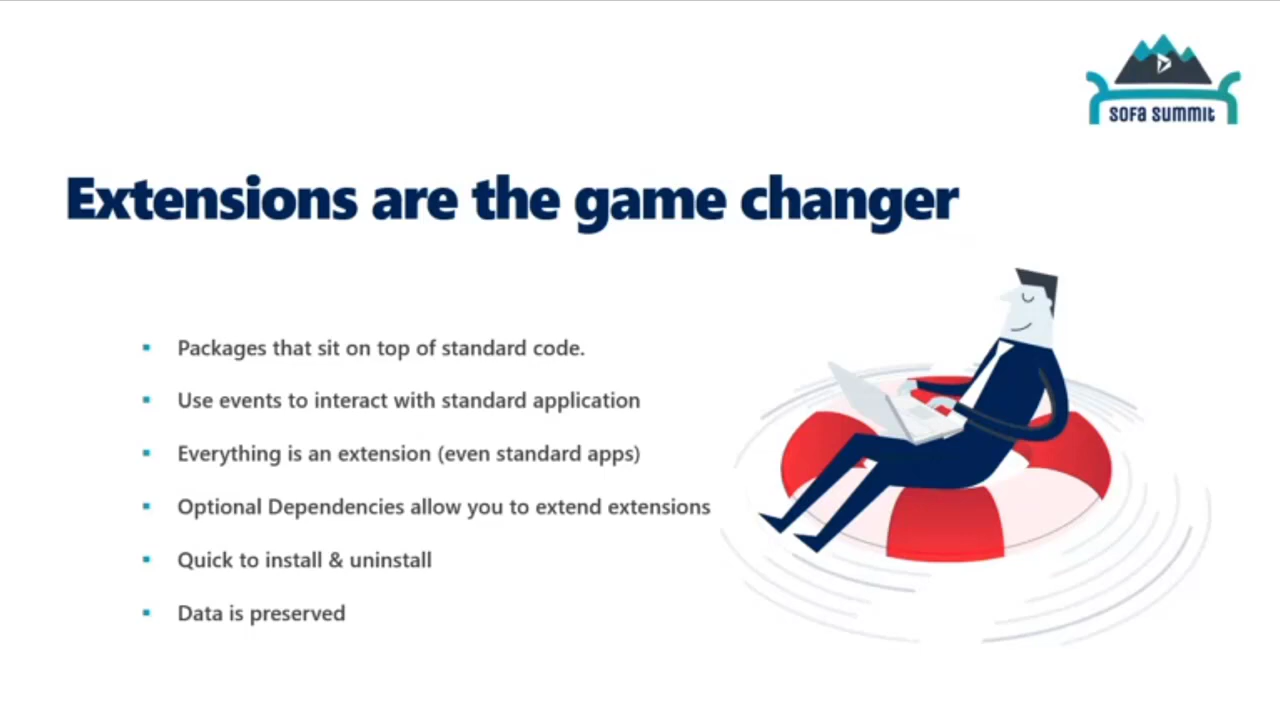 SOFA SUMMIT
Extensions are the game changer
▪ Packages that sit on top of standard code.
▪ Use events to interact with standard application
▪ Everything is an extension (even standard apps)
▪ Optional Dependencies allow you to extend extensions
▪ Quick to install & uninstall
▪ Data is preserved